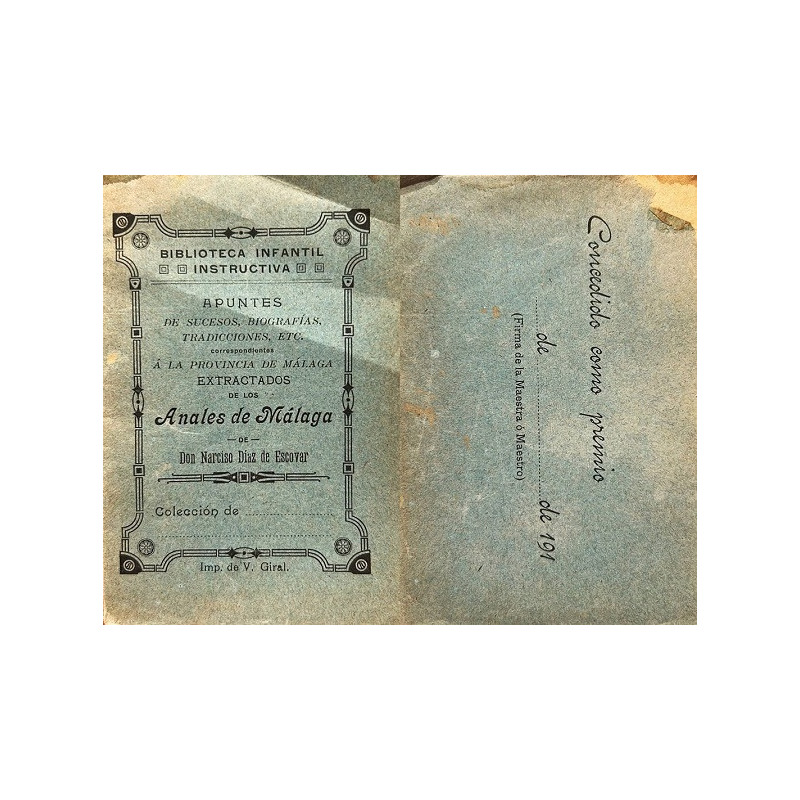 BIBLIOTECA INFANTIL
INSTRUCTIVA
APUNTES
DE SUCESOS, BIOGRAFÍAS,
TRADICCIONES, ETC.
correspondientes
Á LA PROVINCIA DE MÁLAGA
EXTRACTADOS
DE LOS
Anales de Málaga
— DE —
Don Narciso Díaz de Escovar
Colección de ....................
Imp. de V. Giral.
Concedido como premio
........de....................de 191
(Firma de la Maestra ó Maestro)